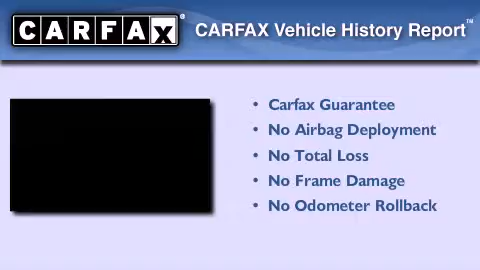 CARFAX® CARFAX Vehicle History Report™
• Carfax Guarantee
• No Airbag Deployment
• No Total Loss
• No Frame Damage
• No Odometer Rollback